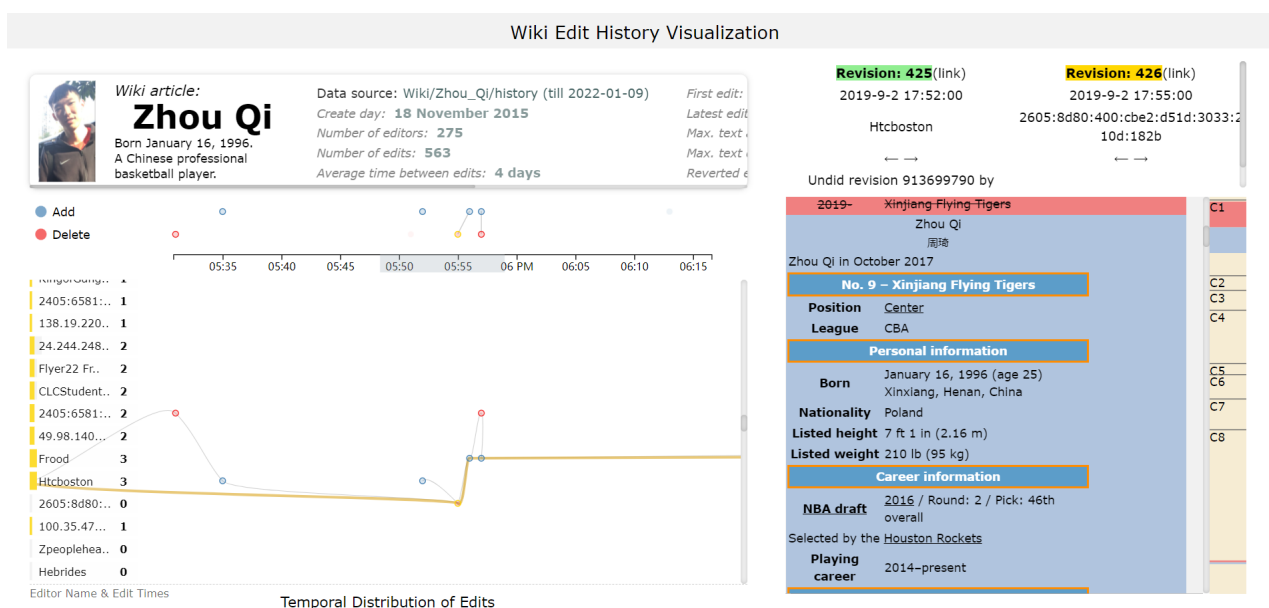 Wiki Edit History Visualization
Wiki article:
Zhou Qi
Born January 16, 1996.
A Chinese professional
basketball player.
Data source: Wiki/Zhou_Qi/history (till 2022-01-09)
Create day: 18 November 2015
Number of editors: 275
Number of edits: 563
Average time between edits: 4 days
First edit:
Latest edit
Max. text
Max. text
Reverted e
Revision: 425(link)
2019-9-2 17:52:00
Htcboston
← →
Revision: 426(link)
2019-9-2 17:55:00
2605:8d80:400:cbe2:d51d:3033:2
10d:182b
← →
Undid revision 913699790 by
Add
Delete
05:35 05:40 05:45 05:50 05:55 06 PM 06:05 06:10 06:15
2405:6581:.. 1
138.19.220.. 1
24.244.248.. 2
Flyer22 Fr.. 2
CLCStudent.. 2
2405:6581:.. 2
49.98.140... 2
Frood 3
Htcboston 3
2605:8d80:.. 0
100.35.47... 1
Zpeoplehea.. 0
Hebrides 0
Editor Name & Edit Times
Temporal Distribution of Edits
2019- Xinjiang Flying Tigers
Zhou Qi
周琦
Zhou Qi in October 2017
No. 9 – Xinjiang Flying Tigers
Position Center
League CBA
Personal information
Born January 16, 1996 (age 25)
Xinxiang, Henan, China
Nationality Poland
Listed height 7 ft 1 in (2.16 m)
Listed weight 210 lb (95 kg)
Career information
NBA draft 2016 / Round: 2 / Pick: 46th
overall
Selected by the Houston Rockets
Playing
career 2014–present
C1
C2
C3
C4
C5
C6
C7
C8